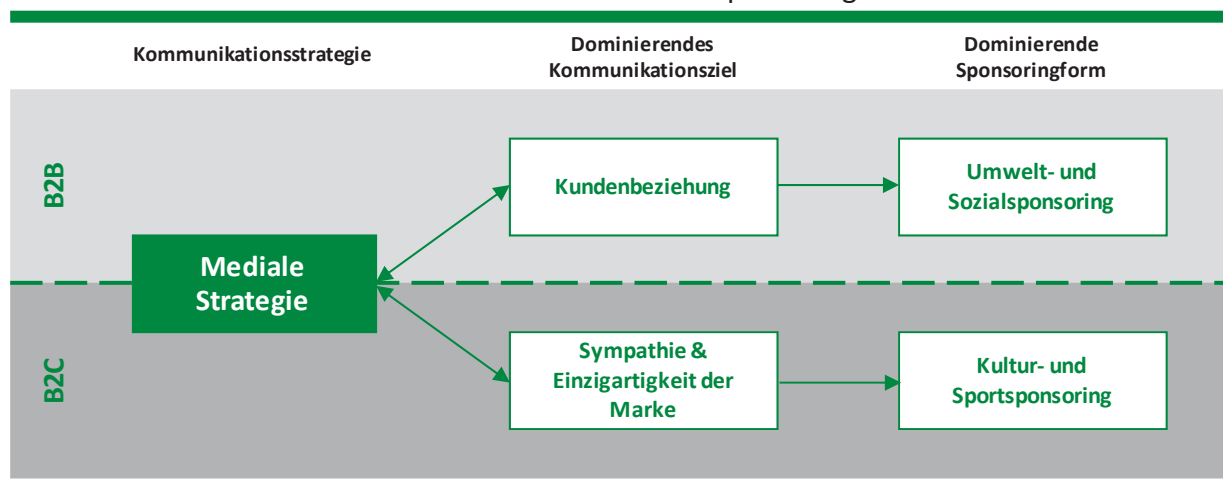 Kommunikationsstrategie
Dominierendes
Kommunikationsziel
Dominierende
Sponsoringform
B2B
Kundenbeziehung
Umwelt- und
Sozialsponsoring
Mediale
Strategie
B2C
Sympathie &
Einzigartigkeit der
Marke
Kultur- und
Sportsponsoring